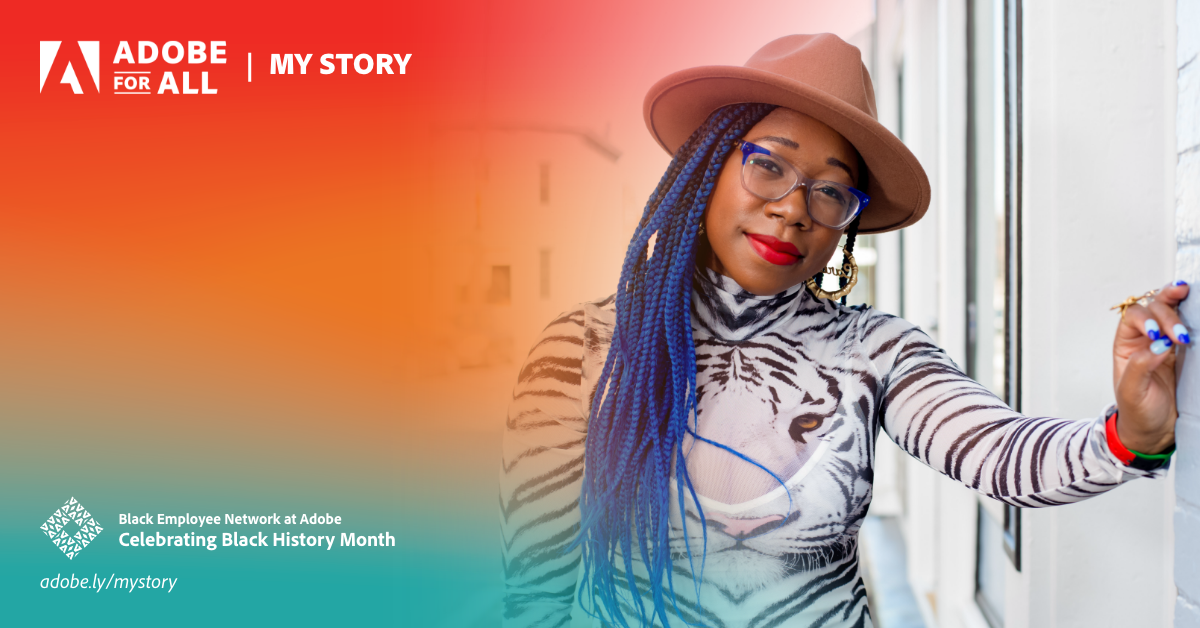 ADOBE
FOR ALL
| MY STORY
Black Employee Network at Adobe
Celebrating Black History Month
adobe.ly/mystory